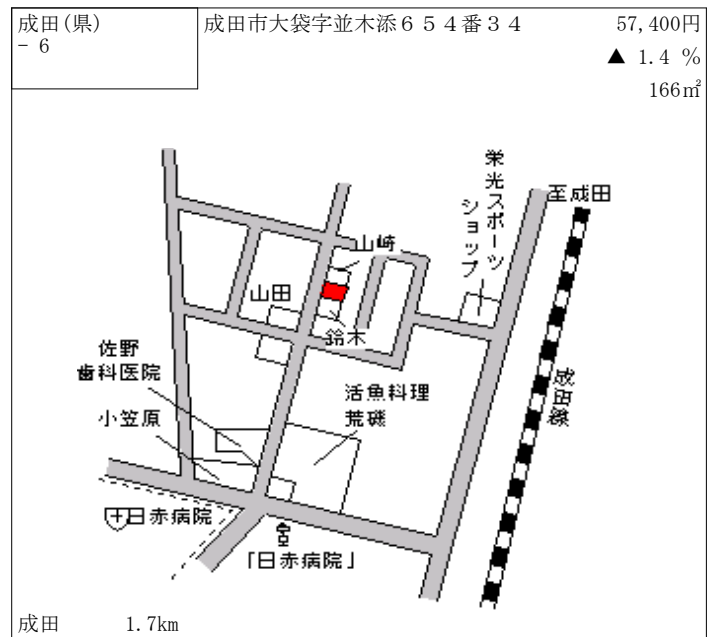 成田(県)
- 6
成田市大袋字並木添６５４番３４
57,400円
▲ 1.4 %
166㎡
栄光スポーツ
ショップ
至成田
山崎
山田
鈴木
佐野
歯科医院
活魚料理
荒磯
小笠原
成田線
日赤病院
「日赤病院」
成田 1.7km